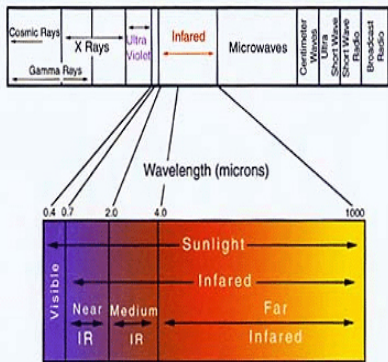 Cosmic Rays
X Rays
Gamma Rays
Ultra
Violet
Infared
Microwaves
Centimeter
Waves
Ultra
Short Wave
Short Wave
Radio
Broadcast
Radio
Wavelength (microns)
0.4 0.7 2.0 4.0 1000
Visible
Sunlight
Infared
Near
IR
Medium
IR
Far
Infared